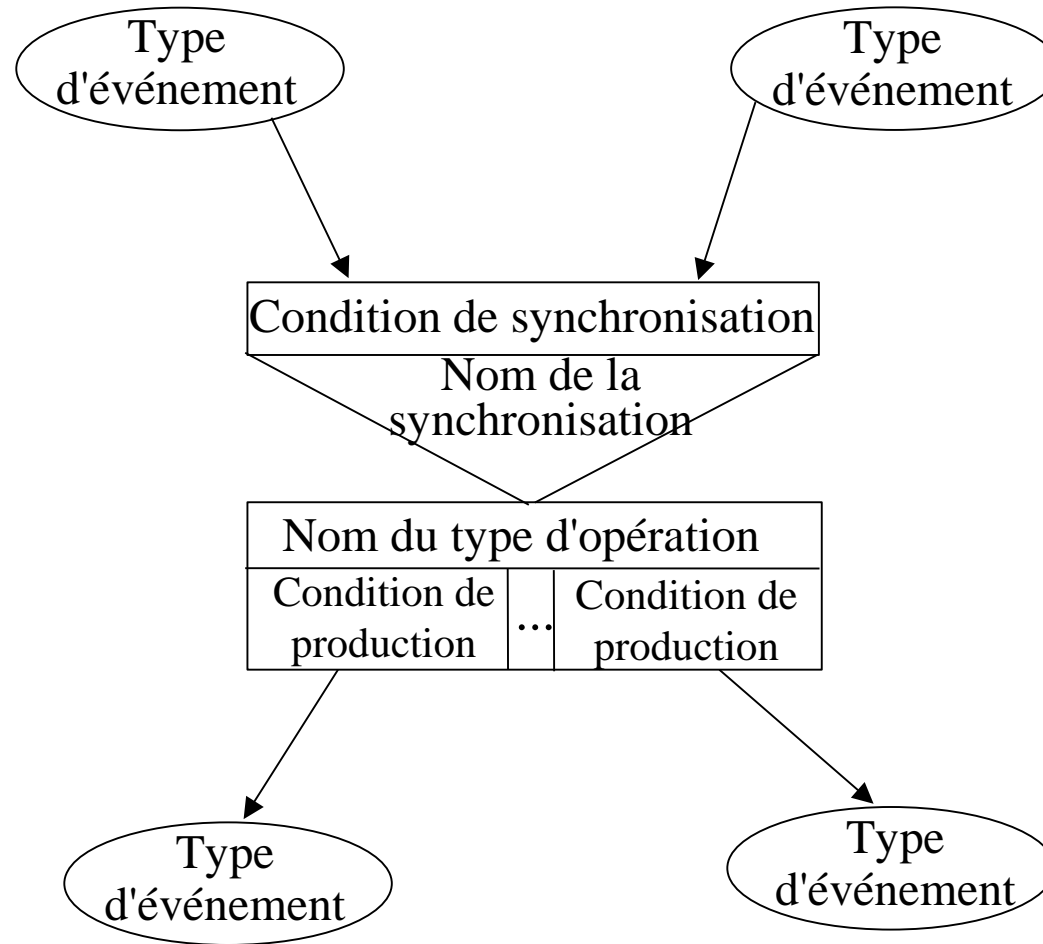 Type
d'événement
Type
d'événement
Condition de synchronisation
Nom de la
synchronisation
Nom du type d'opération
Condition de
production
...
Condition de
production
Type
d'événement
Type
d'événement